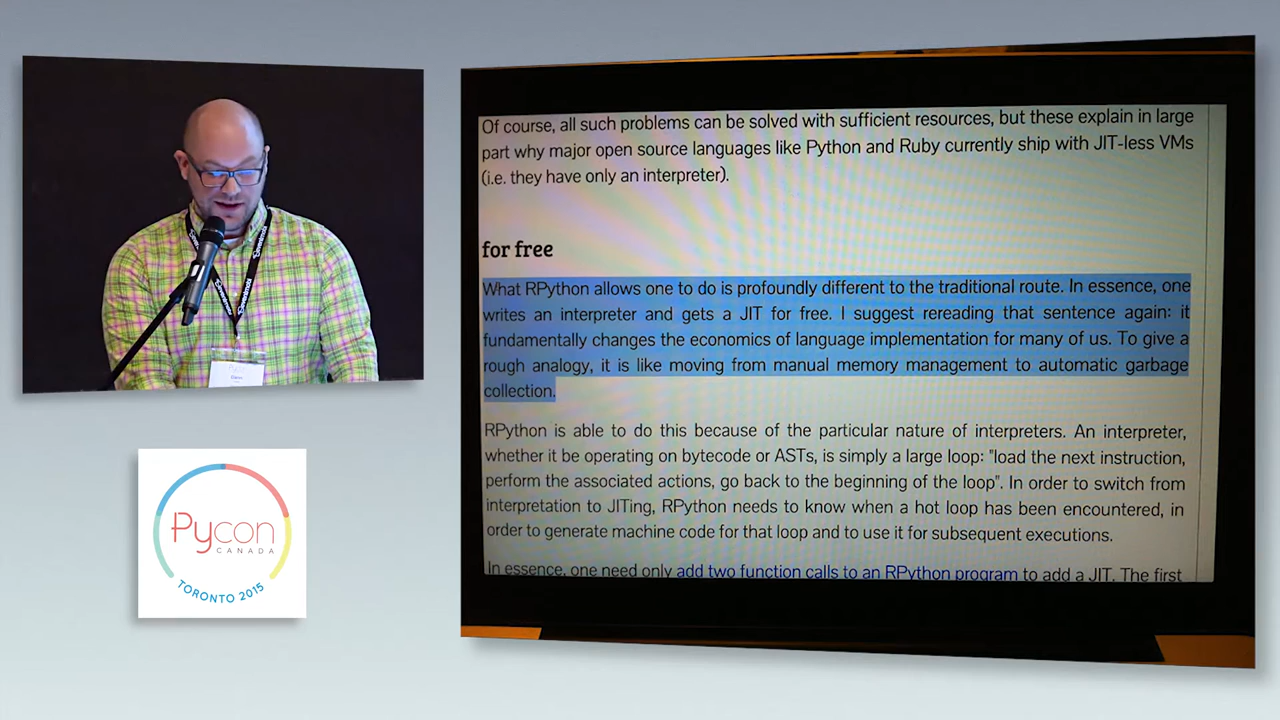 Of course, all such problems can be solved with sufficient resources, but these explain in large
part why major open source languages like Python and Ruby currently ship with JIT-less VMs
(i.e. they have only an interpreter).
for free
What RPython allows one to do is profoundly different to the traditional route. In essence, one
writes an interpreter and gets a JIT for free. I suggest rereading that sentence again: it
fundamentally changes the economics of language implementation for many of us. To give a
rough analogy, it is like moving from manual memory management to automatic garbage
collection.
RPython is able to do this because of the particular nature of interpreters. An interpreter,
whether it be operating on bytecode or ASTs, is simply a large loop: "load the next instruction,
perform the associated actions, go back to the beginning of the loop". In order to switch from
interpretation to JITing, RPython needs to know when a hot loop has been encountered, in
order to generate machine code for that loop and to use it for subsequent executions.
In essence, one need only add two function calls to an RPython program to add a JIT. The first
Pycon
CANADA
TORONTO 2015